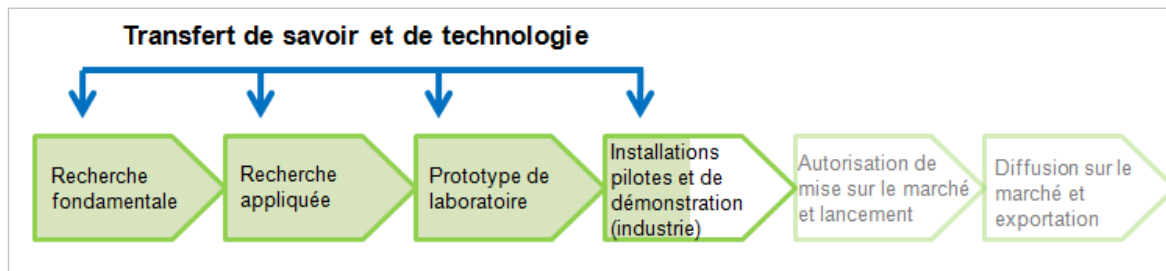 Transfert de savoir et de technologie
Recherche
fondamentale
Recherche
appliquée
Prototype de
laboratoire
Installations
pilotes et de
démonstration
(industrie)
Autorisation de
mise sur le marché
et lancement
Diffusion sur le
marché et
exportation